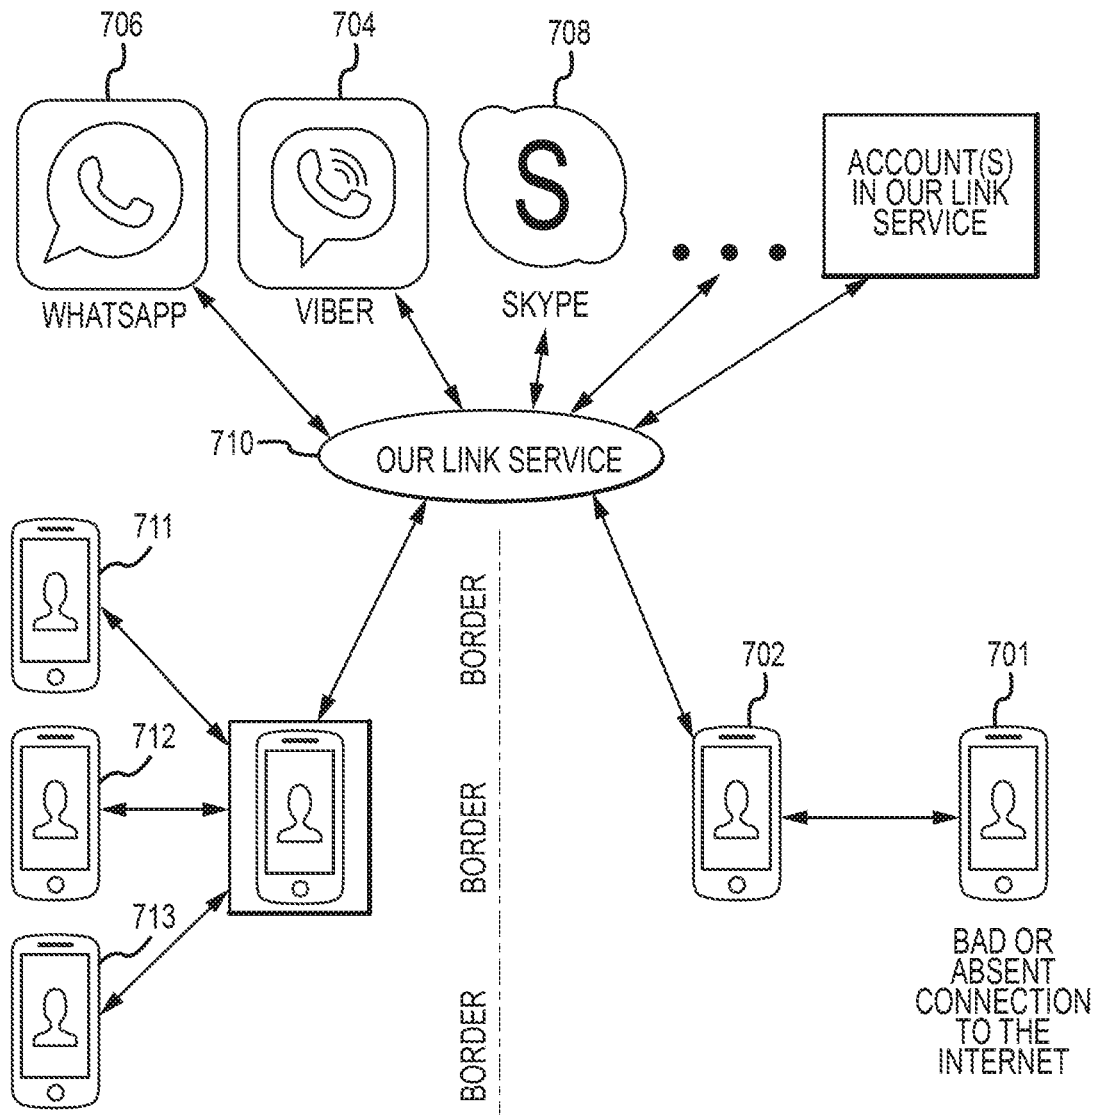 706
704
708
S
ACCOUNT(S)
IN OUR LINK
SERVICE
WHATSAPP
VIBER
SKYPE
710
OUR LINK SERVICE
711
BORDER
702
701
712
BORDER
713
BAD OR
ABSENT
CONNECTION
TO THE
INTERNET
BORDER